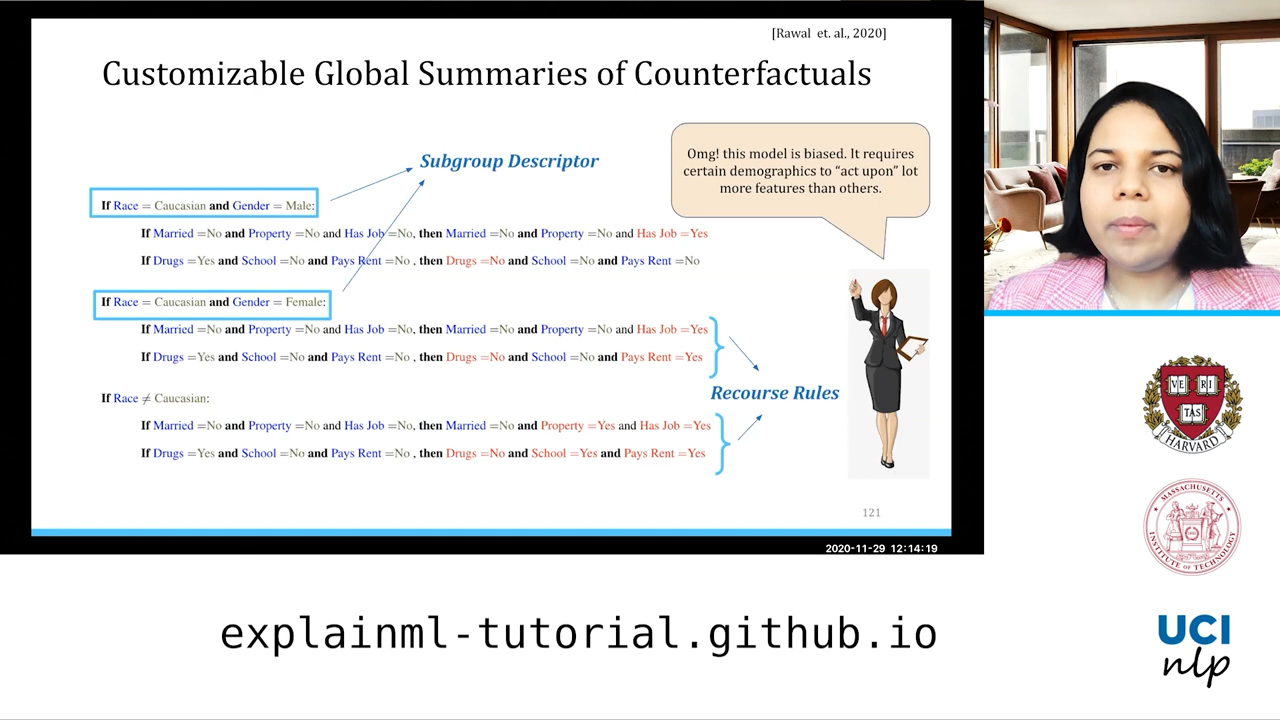 [Rawal et. al., 2020]
Customizable Global Summaries of Counterfactuals
Subgroup Descriptor
Omg! this model is biased. It requires
certain demographics to “act upon” lot
more features than others.
If Race = Caucasian and Gender = Male:
If Married =No and Property =No and Has Job =No, then Married =No and Property =No and Has Job =Yes
If Drugs =Yes and School =No and Pays Rent =No , then Drugs =No and School =No and Pays Rent =No
If Race = Caucasian and Gender = Female:
If Married =No and Property =No and Has Job =No, then Married =No and Property =No and Has Job =Yes
If Drugs =Yes and School =No and Pays Rent =No , then Drugs =No and School =No and Pays Rent =Yes
Recourse Rules
If Race ≠ Caucasian:
If Married =No and Property =No and Has Job =No, then Married =No and Property =Yes and Has Job =Yes
If Drugs =Yes and School =No and Pays Rent =No , then Drugs =No and School =Yes and Pays Rent =Yes
121
2020-11-29 12:14:19
explainml-tutorial.github.io
VE RI
TAS
HARVARD
MASSACHUSETTS
INSTITUTE OF TECHNOLOGY
UCI
nlp